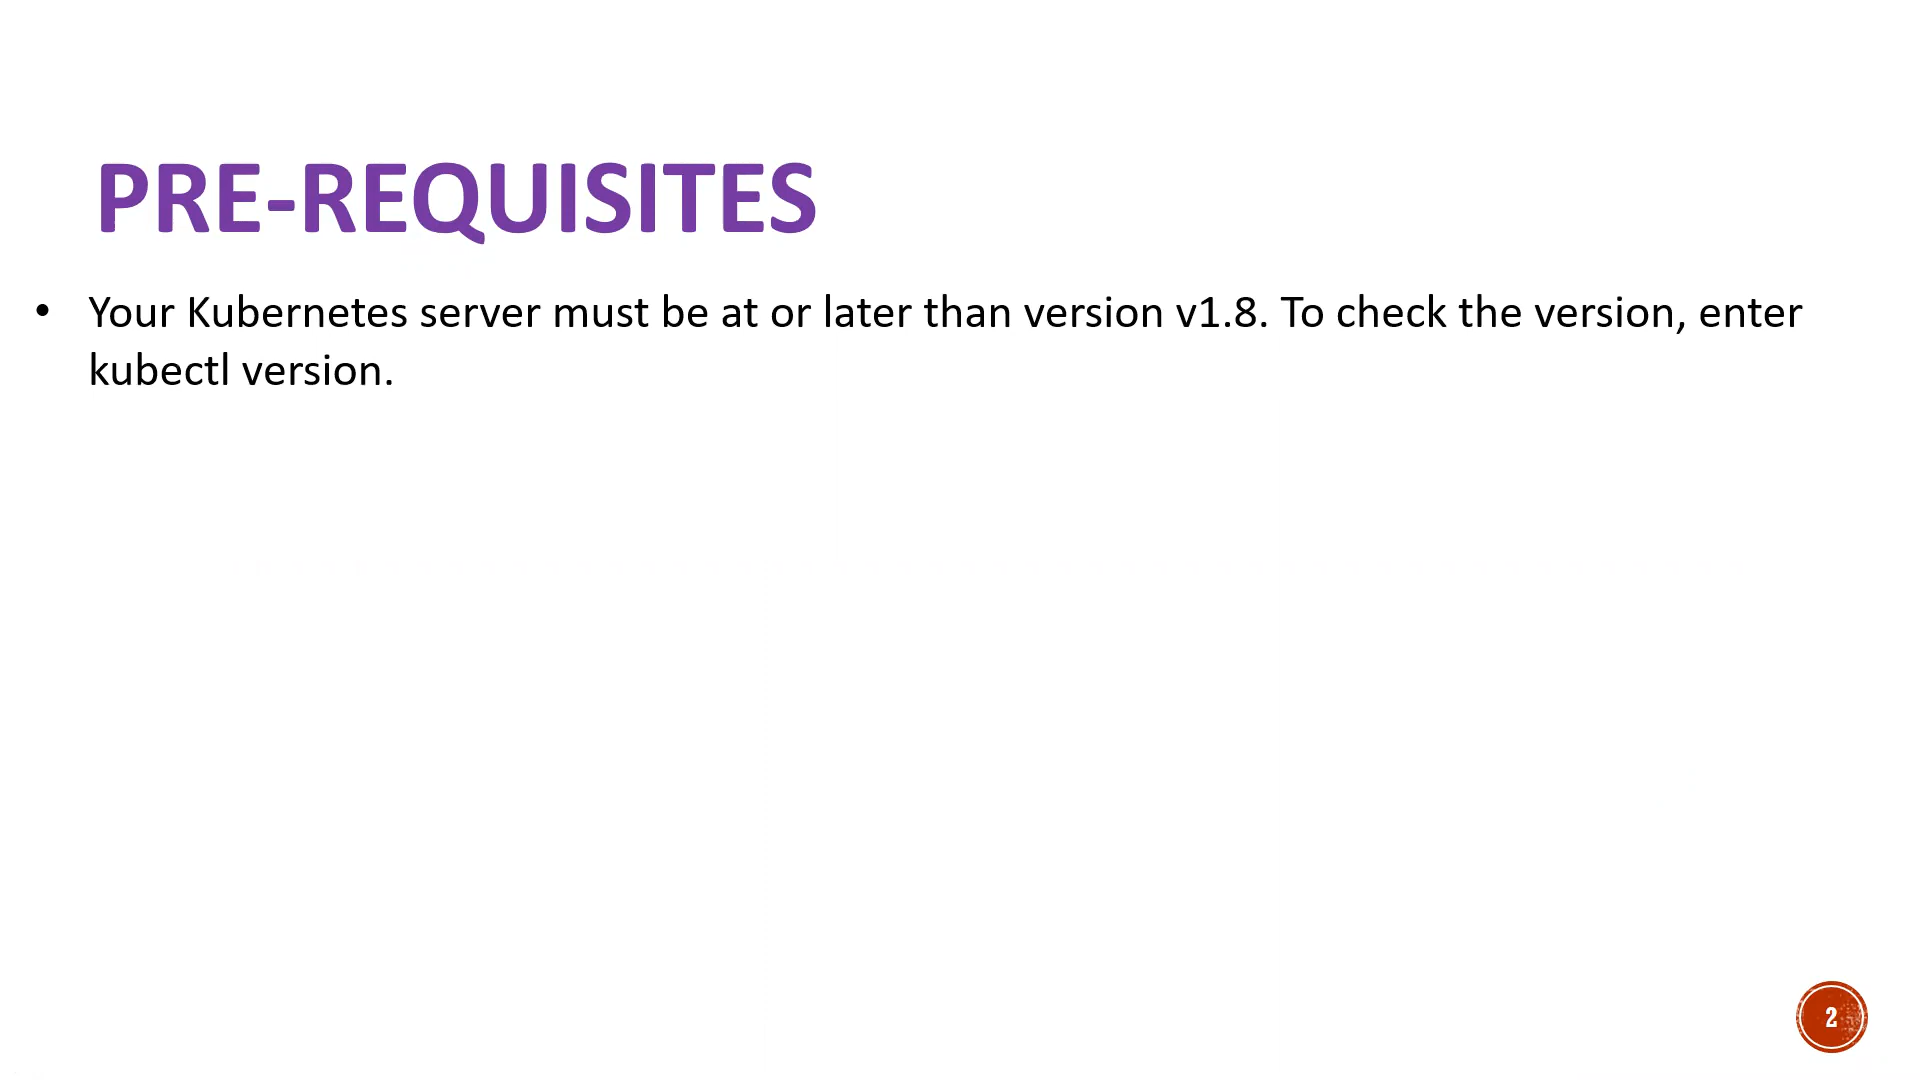 PRE-REQUISITES
• Your Kubernetes server must be at or later than version v1.8. To check the version, enter
kubectl version.
2